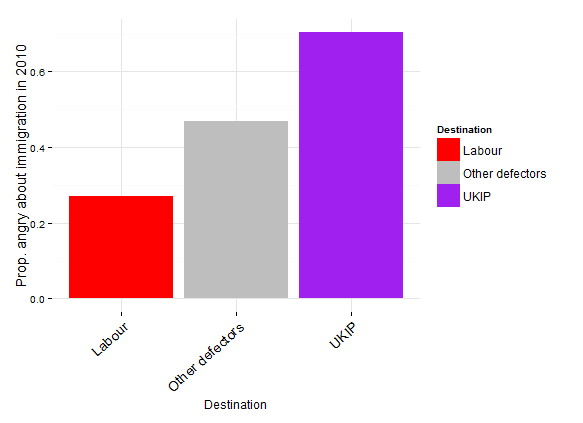 Prop. angry about immigration in 2010
0.6
0.4
0.2
0.0
Labour
Other defectors
UKIP
Destination
Destination
Labour
Other defectors
UKIP